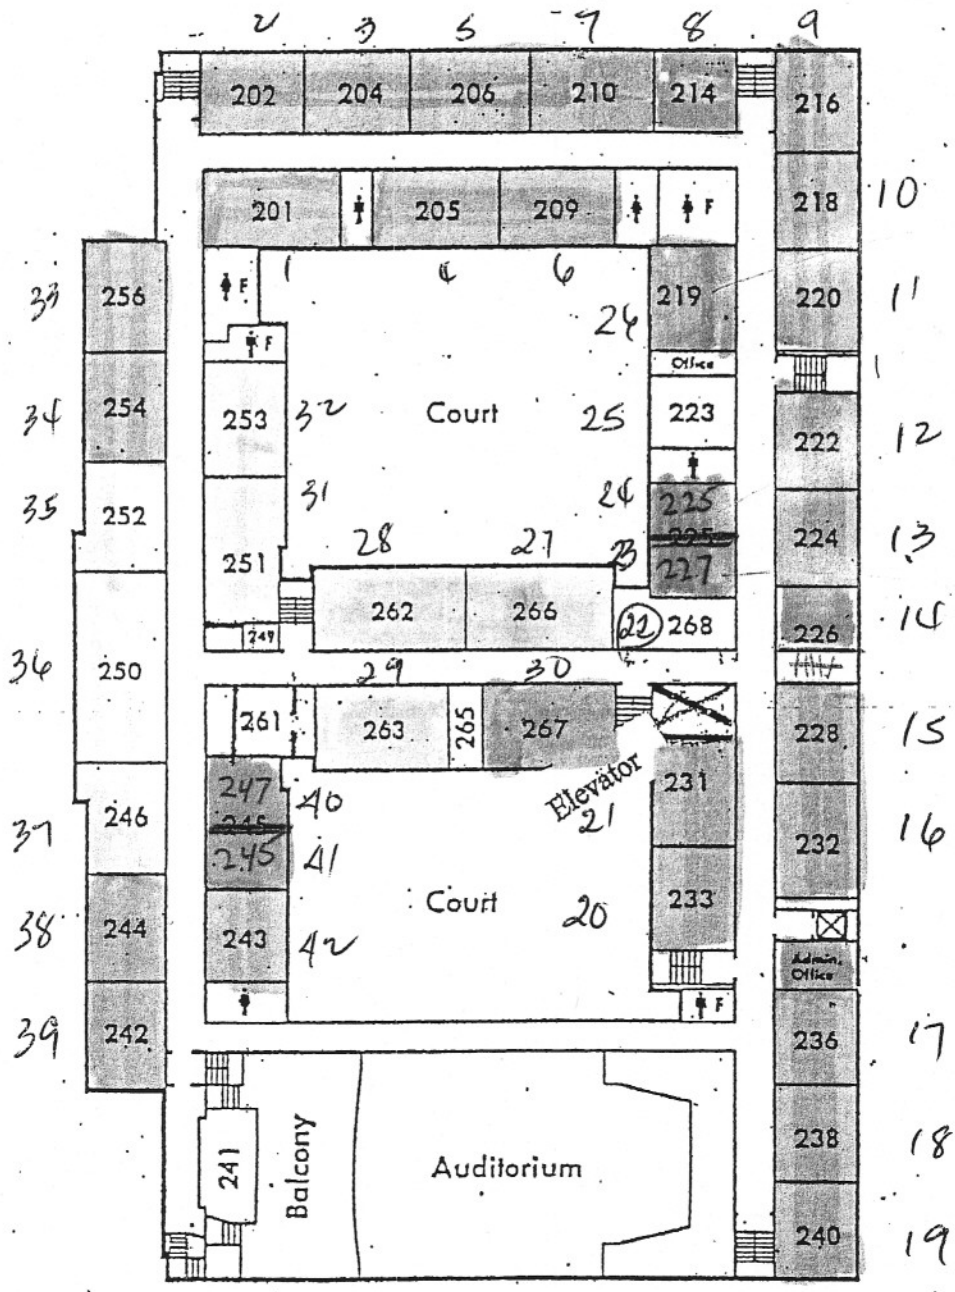 2 3 5 7 8 9
202 204 206 210 214 216
201 205 209 F 218 10
1 4 6
33 256 F 26 219 220 11
F Office
34 254 253 32 Court 25 223 222 12
35 252 31 24 225 224 13
225
251 28 27 23 227
249 262 266 22 268 226 14
36 250 29 30
261 263 265 267 228 15
Elevator
247 40 231
37 246 245 21 232 16
245 41
38 244 243 42 Court 20 233
Admin.
Office
39 242 F 236 17
241 Balcony Auditorium 238 18
240 19